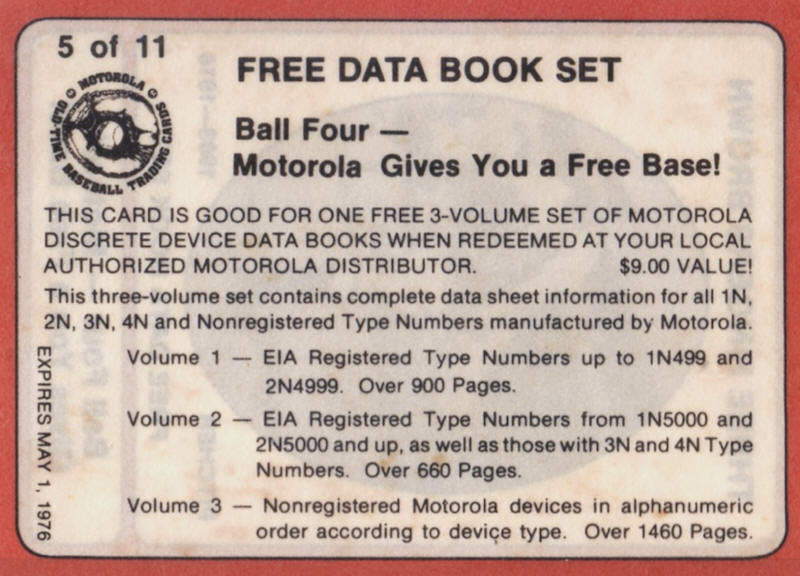 5 of 11
MOTOROLA
OLD-TIME BASEBALL TRADING CARDS
FREE DATA BOOK SET
Ball Four —
Motorola Gives You a Free Base!
THIS CARD IS GOOD FOR ONE FREE 3-VOLUME SET OF MOTOROLA
DISCRETE DEVICE DATA BOOKS WHEN REDEEMED AT YOUR LOCAL
AUTHORIZED MOTOROLA DISTRIBUTOR. $9.00 VALUE!
This three-volume set contains complete data sheet information for all 1N,
2N, 3N, 4N and Nonregistered Type Numbers manufactured by Motorola.
Volume 1 — EIA Registered Type Numbers up to 1N499 and
2N4999. Over 900 Pages.
Volume 2 — EIA Registered Type Numbers from 1N5000 and
2N5000 and up, as well as those with 3N and 4N Type
Numbers. Over 660 Pages.
Volume 3 — Nonregistered Motorola devices in alphanumeric
order according to device type. Over 1460 Pages.
EXPIRES MAY 1, 1976